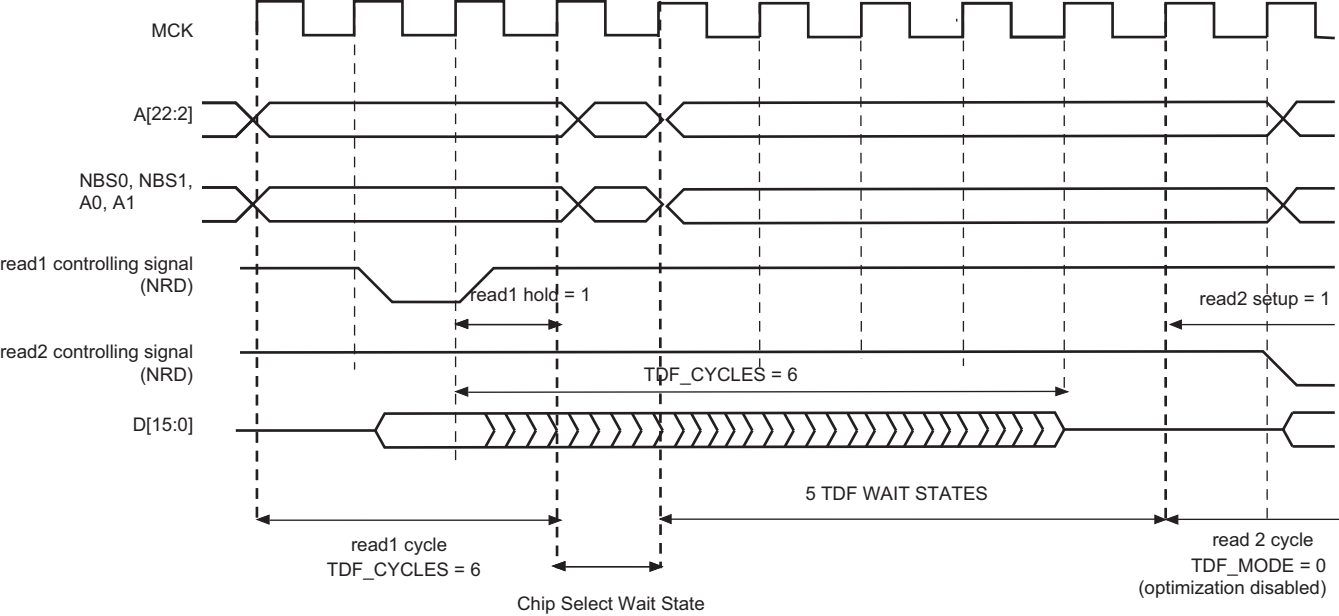 MCK
A[22:2]
NBS0, NBS1,
A0, A1
read1 controlling signal
(NRD)
read1 hold = 1
read2 setup = 1
read2 controlling signal
(NRD)
TDF_CYCLES = 6
D[15:0]
5 TDF WAIT STATES
read1 cycle
TDF_CYCLES = 6
read 2 cycle
TDF_MODE = 0
(optimization disabled)
Chip Select Wait State